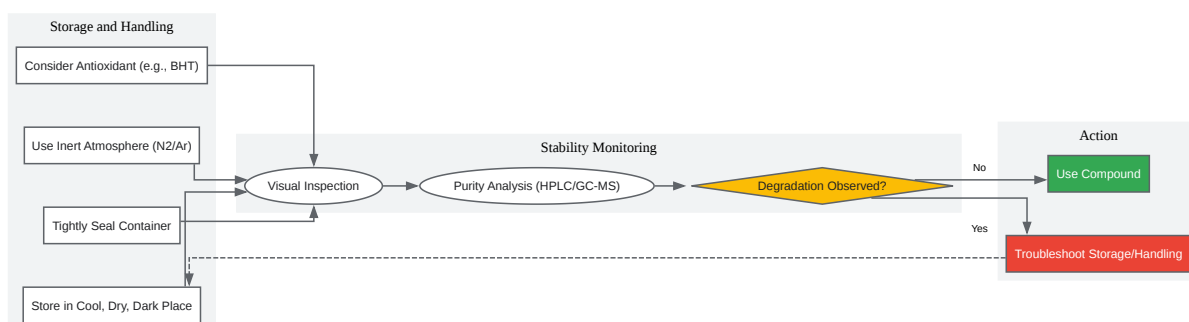 Storage and Handling
Consider Antioxidant (e.g., BHT)
Use Inert Atmosphere (N2/Ar)
Tightly Seal Container
Store in Cool, Dry, Dark Place
Stability Monitoring
Visual Inspection
Purity Analysis (HPLC/GC-MS)
Degradation Observed?
No
Yes
Action
Use Compound
Troubleshoot Storage/Handling